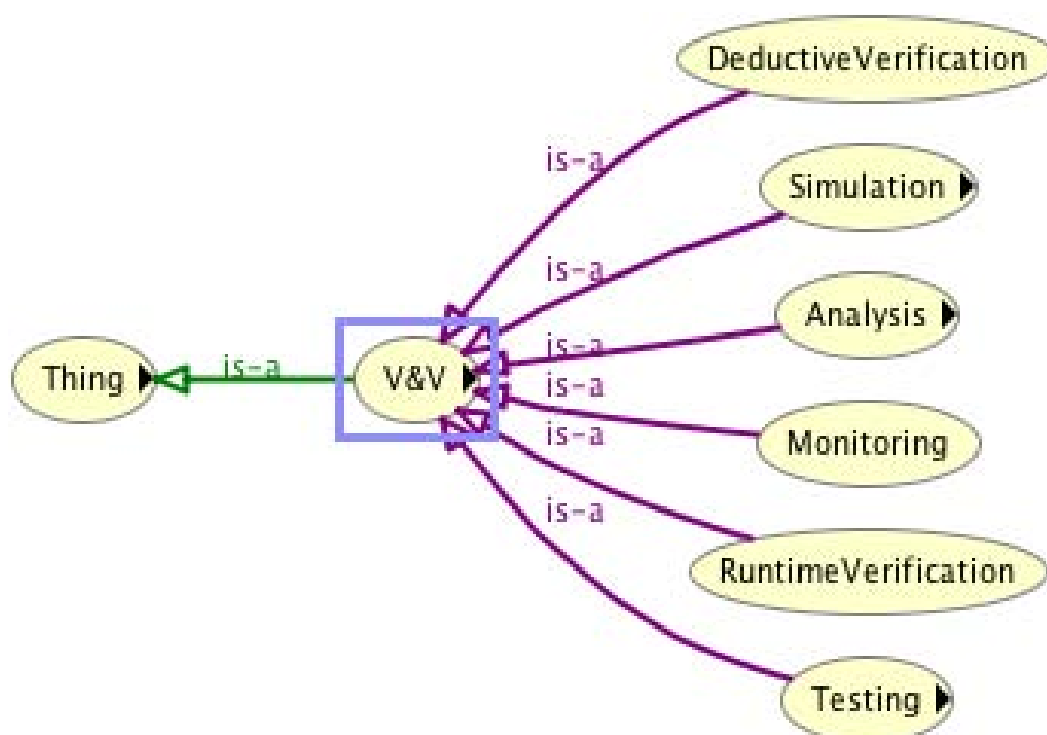 DeductiveVerification
is-a
Simulation
is-a
Analysis
is-a
Thing
is-a
V&V
is-a
Monitoring
is-a
RuntimeVerification
is-a
Testing